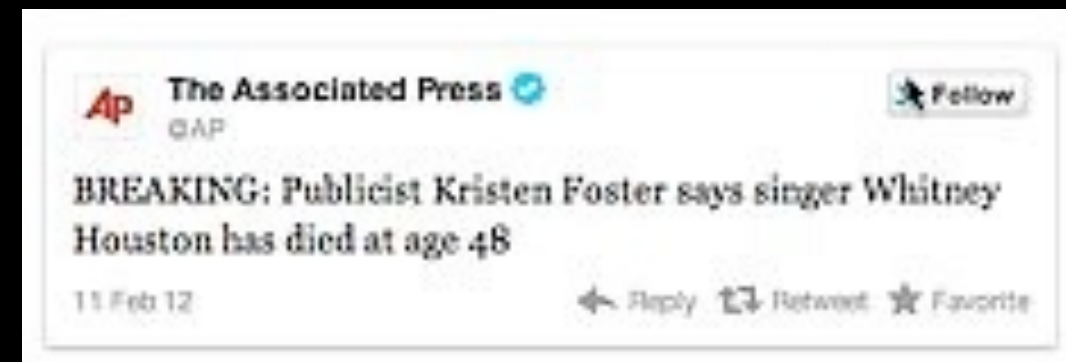 AP The Associated Press
Follow
@AP
BREAKING: Publicist Kristen Foster says singer Whitney
Houston has died at age 48
11 Feb 12
Reply Retweet Favorite